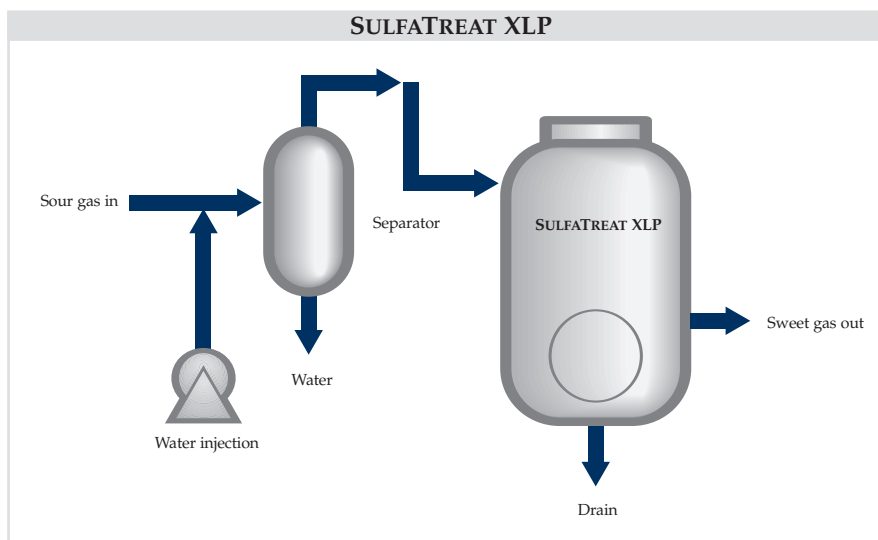 SULFATREAT XLP
Sour gas in
Separator
SULFATREAT XLP
Sweet gas out
Water
Water injection
Drain